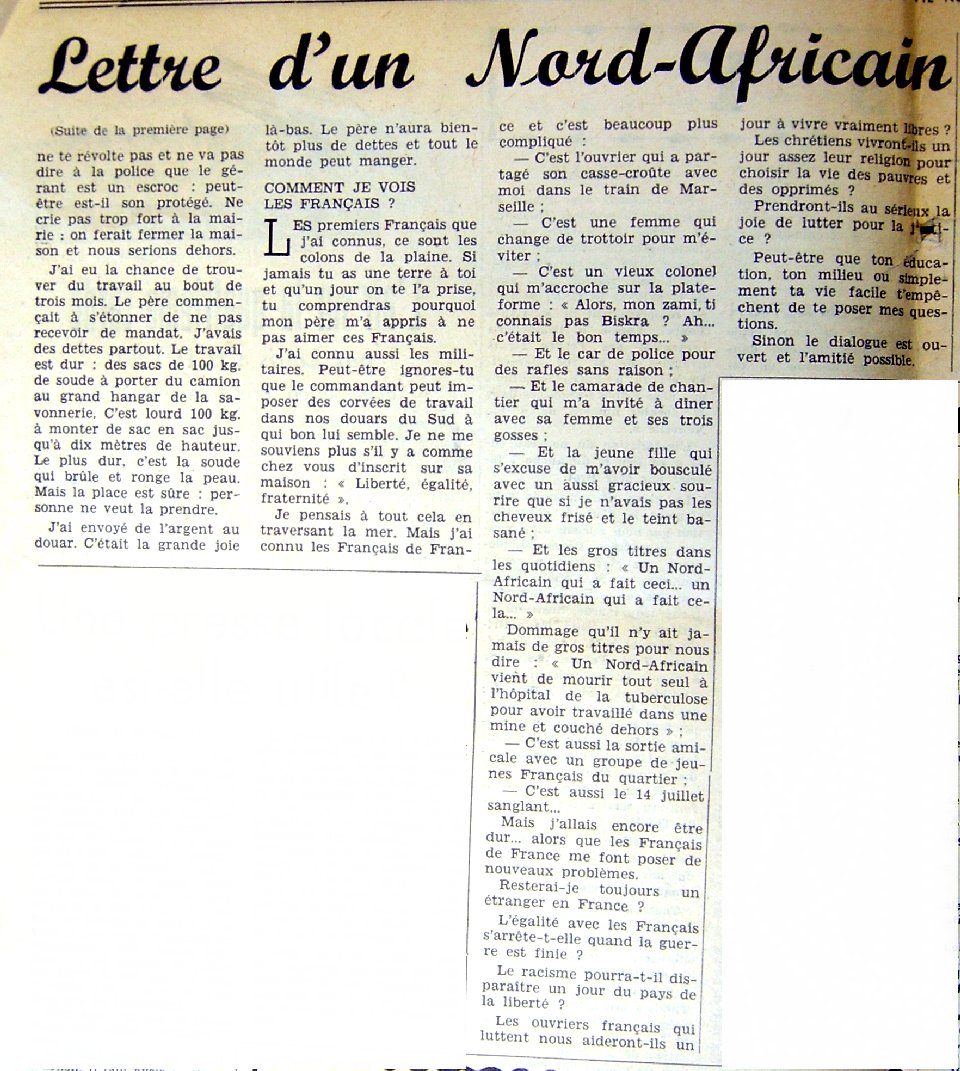 Lettre d'un Nord-Africain
(Suite de la première page)
ne te révolte pas et ne va pas
dire à la police que le gé-
rant est un escroc : peut-
être est-il son protégé. Ne
crie pas trop fort à la mai-
rie : on ferait fermer la mai-
son et nous serions dehors.
J'ai eu la chance de trou-
ver du travail au bout de
trois mois. Le père commen-
çait à s'étonner de ne pas
recevoir de mandat. J'avais
des dettes partout. Le travail
est dur : des sacs de 100 kg.
de soude à porter du camion
au grand hangar de la sa-
vonnerie. C'est lourd 100 kg.
à monter de sac en sac jus-
qu'à dix mètres de hauteur.
Le plus dur, c'est la soude
qui brûle et ronge la peau.
Mais la place est sûre : per-
sonne ne veut la prendre.
J'ai envoyé de l'argent au
douar. C'était la grande joie
là-bas. Le père n'aura bien-
tôt plus de dettes et tout le
monde peut manger.
COMMENT JE VOIS
LES FRANÇAIS ?
LES premiers Français que
j'ai connus, ce sont les
colons de la plaine. Si
jamais tu as une terre à toi
et qu'un jour on te l'a prise,
tu comprendras pourquoi
mon père m'a appris à ne
pas aimer ces Français.
J'ai connu aussi les mili-
taires. Peut-être ignores-tu
que le commandant peut im-
poser des corvées de travail
dans nos douars du Sud à
qui bon lui semble. Je ne me
souviens plus s'il y a comme
chez vous d'inscrit sur sa
maison : « Liberté, égalité,
fraternité ».
Je pensais à tout cela en
traversant la mer. Mais j'ai
connu les Français de Fran-
ce et c'est beaucoup plus
compliqué :
— C'est l'ouvrier qui a par-
tagé son casse-croûte avec
moi dans le train de Mar-
seille ;
— C'est une femme qui
change de trottoir pour m'é-
viter ;
— C'est un vieux colonel
qui m'accroche sur la plate-
forme : « Alors, mon zami, ti
connais pas Biskra ? Ah...
c'était le bon temps... »
— Et le car de police pour
des rafles sans raison ;
— Et le camarade de chan-
tier qui m'a invité à dîner
avec sa femme et ses trois
gosses ;
— Et la jeune fille qui
s'excuse de m'avoir bousculé
avec un aussi gracieux sou-
rire que si je n'avais pas les
cheveux frisé et le teint ba-
sané ;
— Et les gros titres dans
les quotidiens : « Un Nord-
Africain qui a fait ceci... un
Nord-Africain qui a fait ce-
la... »
Dommage qu'il n'y ait ja-
mais de gros titres pour nous
dire : « Un Nord-Africain
vient de mourir tout seul à
l'hôpital de la tuberculose
pour avoir travaillé dans une
mine et couché dehors » ;
— C'est aussi la sortie ami-
cale avec un groupe de jeu-
nes Français du quartier ;
— C'est aussi le 14 juillet
sanglant...
Mais j'allais encore être
dur... alors que les Français
de France me font poser de
nouveaux problèmes.
Resterai-je toujours un
étranger en France ?
L'égalité avec les Français
s'arrête-t-elle quand la guer-
re est finie ?
Le racisme pourra-t-il dis-
paraître un jour du pays de
la liberté ?
Les ouvriers français qui
luttent nous aideront-ils un
jour à vivre vraiment libres ?
Les chrétiens vivront-ils un
jour assez leur religion pour
choisir la vie des pauvres et
des opprimés ?
Prendront-ils au sérieux la
joie de lutter pour la justi-
ce ?
Peut-être que ton éduca-
tion, ton milieu ou simple-
ment ta vie facile t'empê-
chent de te poser mes ques-
tions.
Sinon le dialogue est ou-
vert et l'amitié possible.